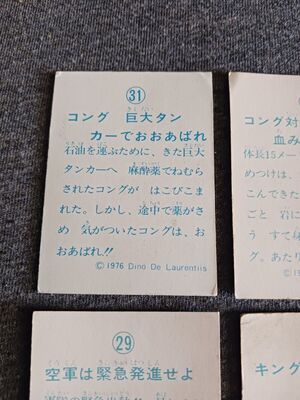 31
コング　巨大タン
カーでおおあばれ
石油を運ぶために、きた巨大
タンカーへ　麻酔薬でねむら
されたコングが　はこびこま
れた。しかし、途中で薬がさ
め　気がついたコングは、お
おあばれ!!
© 1976 Dino De Laurentiis
コング対
血み
体長15メー
めつけは、
こんできた
ごと　岩に
う　すて身
グ。あたり
29
空軍は緊急発進せよ
キング